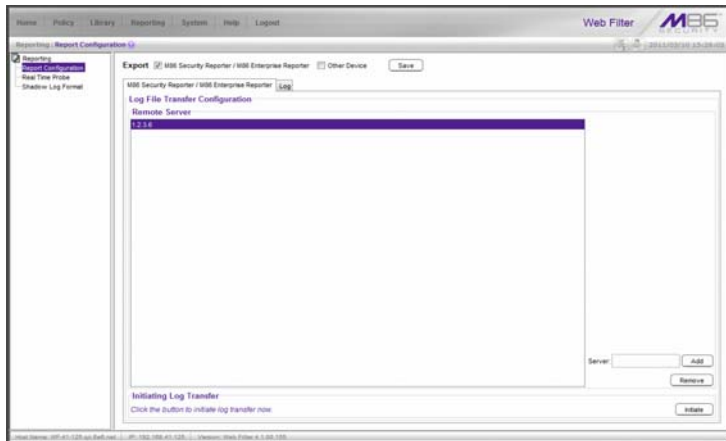 Home Policy Library Reporting System Help Logout
Web Filter
M86 SECURITY
Reporting : Report Configuration
Reporting
Report Configuration
Real Time Probe
Shadow Log Format
Export M86 Security Reporter / M86 Enterprise Reporter Other Device Save
M86 Security Reporter / M86 Enterprise Reporter Log
Log File Transfer Configuration
Remote Server
1.2.3.6
Server: Add
Remove
Initiating Log Transfer
Click the button to initiate log transfer now.
Initiate